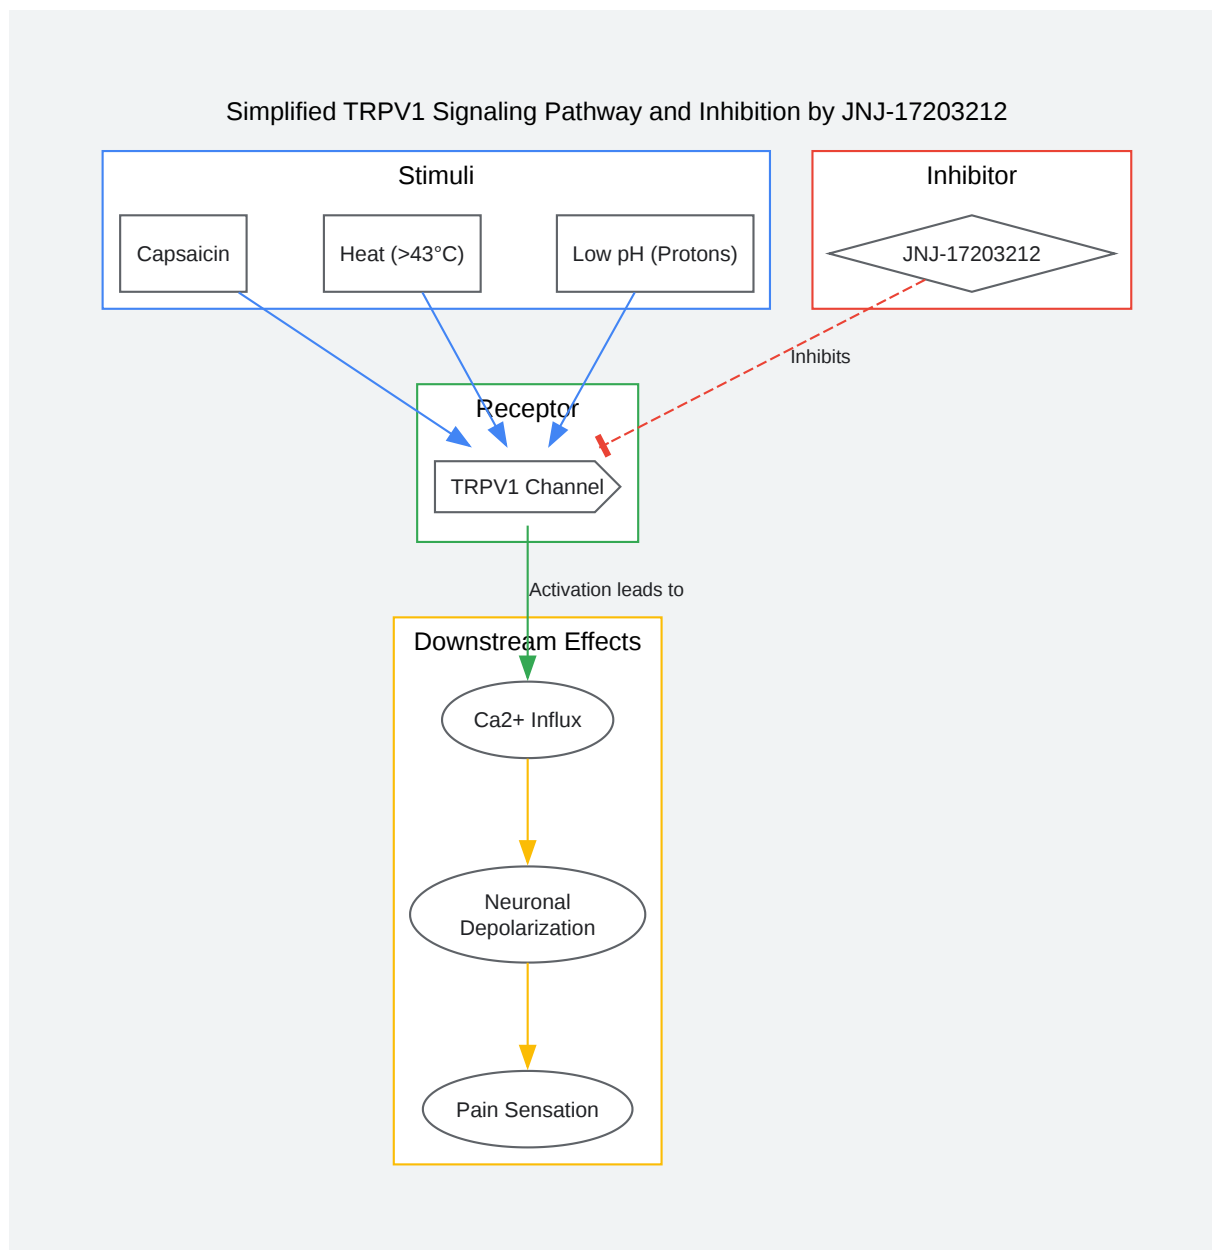 Simplified TRPV1 Signaling Pathway and Inhibition by JNJ-17203212
Stimuli
Inhibitor
Capsaicin
Heat (>43°C)
Low pH (Protons)
JNJ-17203212
Inhibits
Receptor
TRPV1 Channel
Activation leads to
Downstream Effects
Ca2+ Influx
Neuronal
Depolarization
Pain Sensation